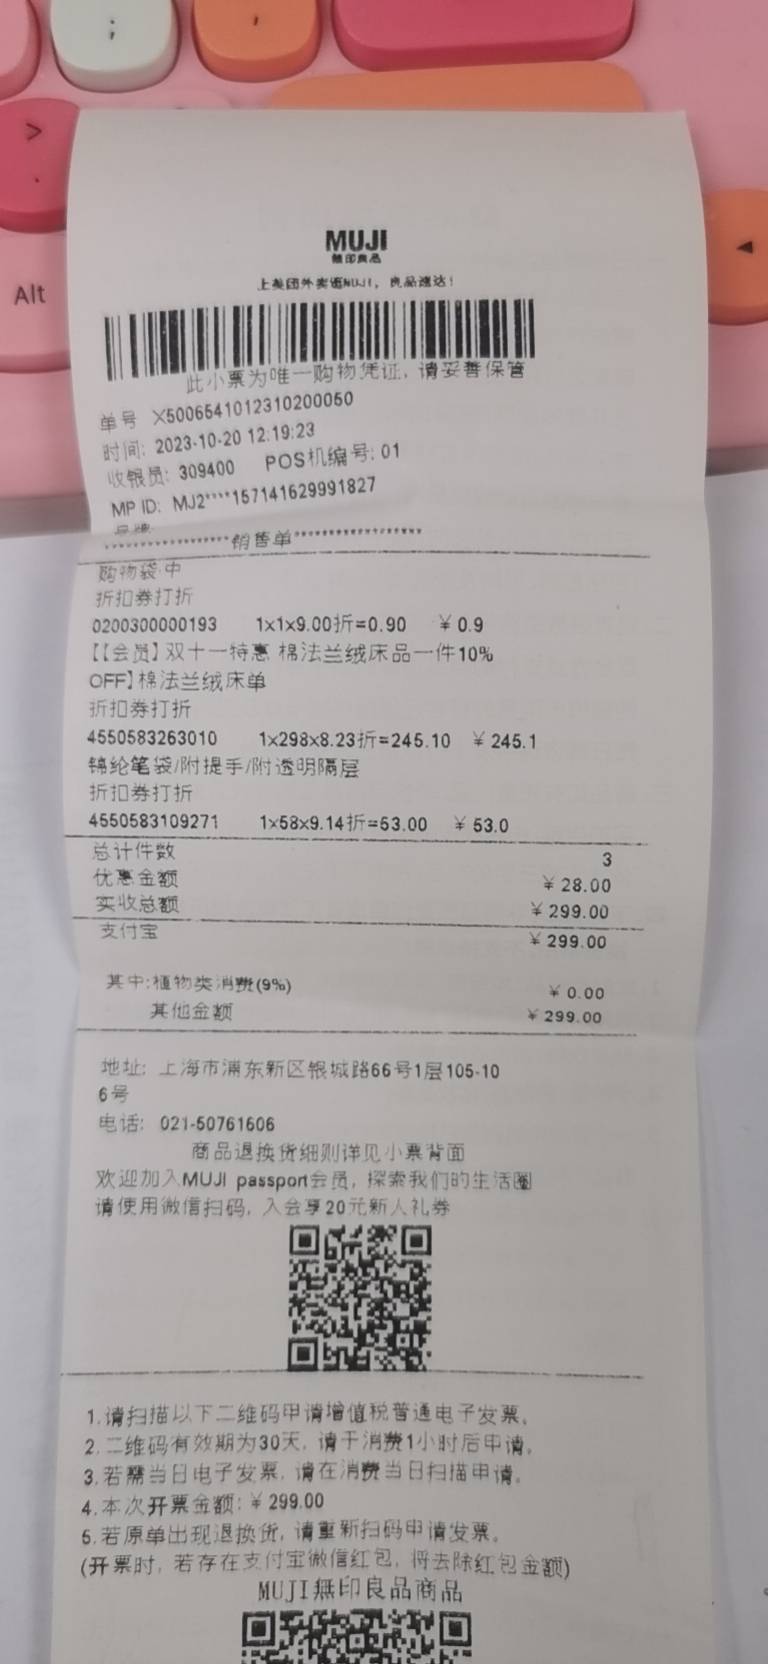 ;
'
>
.
Alt
◄
MUJI
無印良品
上美团外卖逛MUJI，良品速达！
此小票为唯一购物凭证，请妥善保管
单号 X5006541012310200050
时间: 2023-10-20 12:19:23
收银员: 309400 POS机编号: 01
MP ID: MJ2****157141629991827
品牌
******************销售单******************
购物袋.中
折扣券打折
0200300000193 1x1x9.00折=0.90 ￥0.9
【【会员】双十一特惠 棉法兰绒床品一件10%
OFF】棉法兰绒床单
折扣券打折
4550583263010 1x298x8.23折=245.10 ￥245.1
锦纶笔袋/附提手/附透明隔层
折扣券打折
4550583109271 1x58x9.14折=53.00 ￥53.0
总计件数 3
优惠金额 ￥28.00
实收总额 ￥299.00
支付宝 ￥299.00
其中:植物类消费(9%) ￥0.00
其他金额 ￥299.00
地址: 上海市浦东新区银城路66号1层105-10
6号
电话: 021-50761606
商品退换货细则详见小票背面
欢迎加入MUJI passport会员，探索我们的生活圈
请使用微信扫码，入会享20元新人礼券
1.请扫描以下二维码申请增值税普通电子发票。
2.二维码有效期为30天，请于消费1小时后申请。
3.若需当日电子发票，请在消费当日扫描申请。
4.本次开票金额:￥299.00
5.若原单出现退换货，请重新扫码申请发票。
(开票时，若存在支付宝微信红包，将去除红包金额)
MUJI無印良品商品